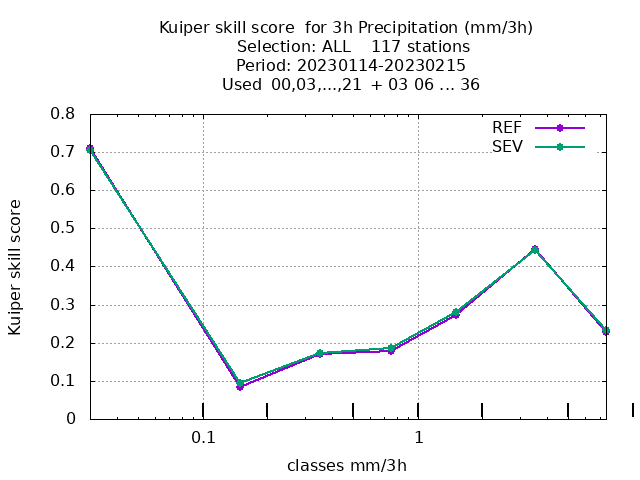 Kuiper skill score  for 3h Precipitation (mm/3h)
Selection: ALL    117 stations
Period: 20230114-20230215
Used  00,03,...,21  + 03 06 ... 36
REF
SEV
0.8
0.7
0.6
0.5
0.4
0.3
0.2
0.1
0
Kuiper skill score
0.1 1
classes mm/3h